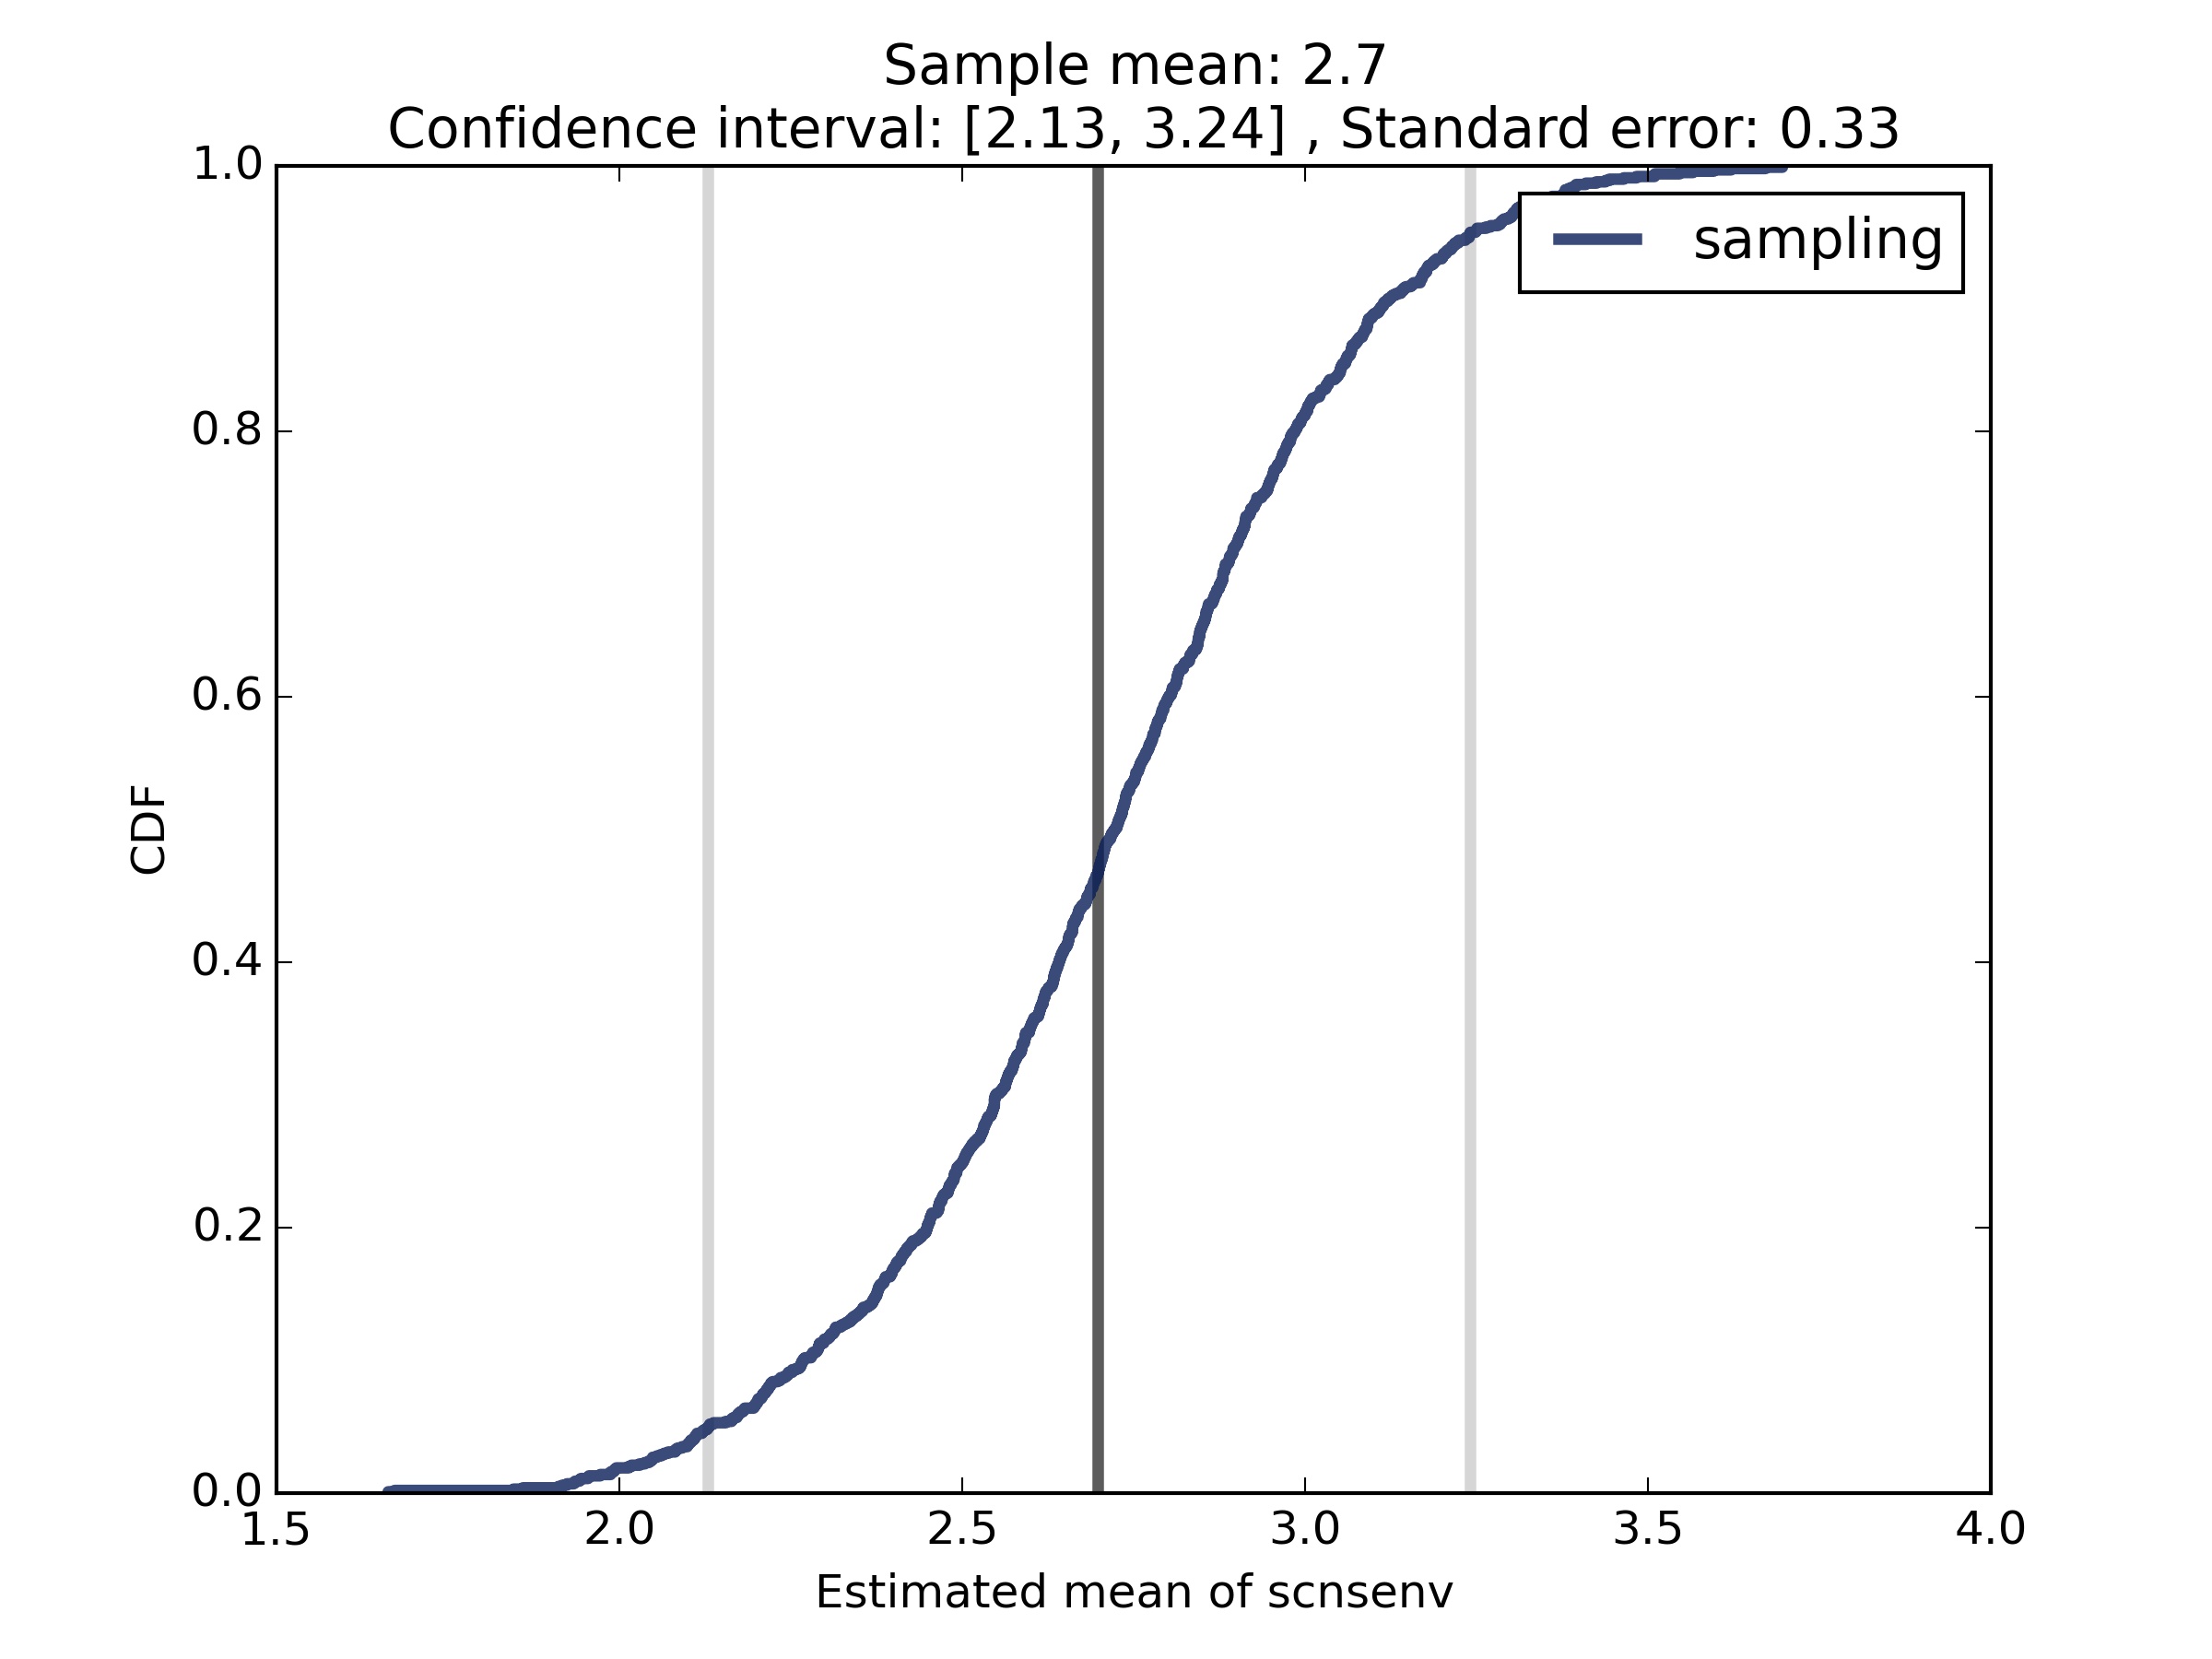 Sample mean: 2.7
Confidence interval: [2.13, 3.24] , Standard error: 0.33
1.0
sampling
0.8
0.6
CDF
0.4
0.2
0.0
1.5 2.0 2.5 3.0 3.5 4.0
Estimated mean of scnsenv